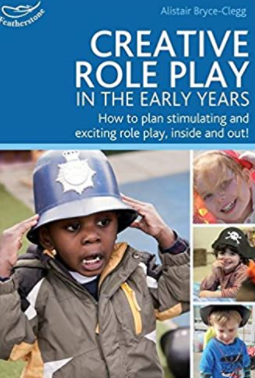 Featherstone
Alistair Bryce-Clegg
CREATIVE
ROLE PLAY
IN THE EARLY YEARS
How to plan stimulating and
exciting role play, inside and out!